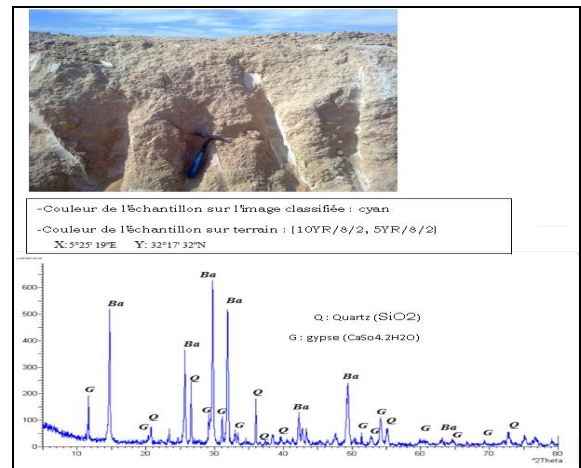 -Couleur de l'échantillon sur l'image classifiée : cyan
-Couleur de l'échantillon sur terrain : (10YR/8/2, 5YR/8/2)
X: 5°25' 19"E Y: 32°17' 32"N
600
500
400
300
200
100
0
G
Ba
G
Q
Ba
Q
G
Ba
G
Ba
G
Q
Q
Q
Ba
Ba
G
G
G
Q
G
G
Ba
G
G
Q
Q : Quartz (SiO2)
G : gypse (CaSo4.2H2O)
10
20
30
40
50
60
70
80
°2Theta